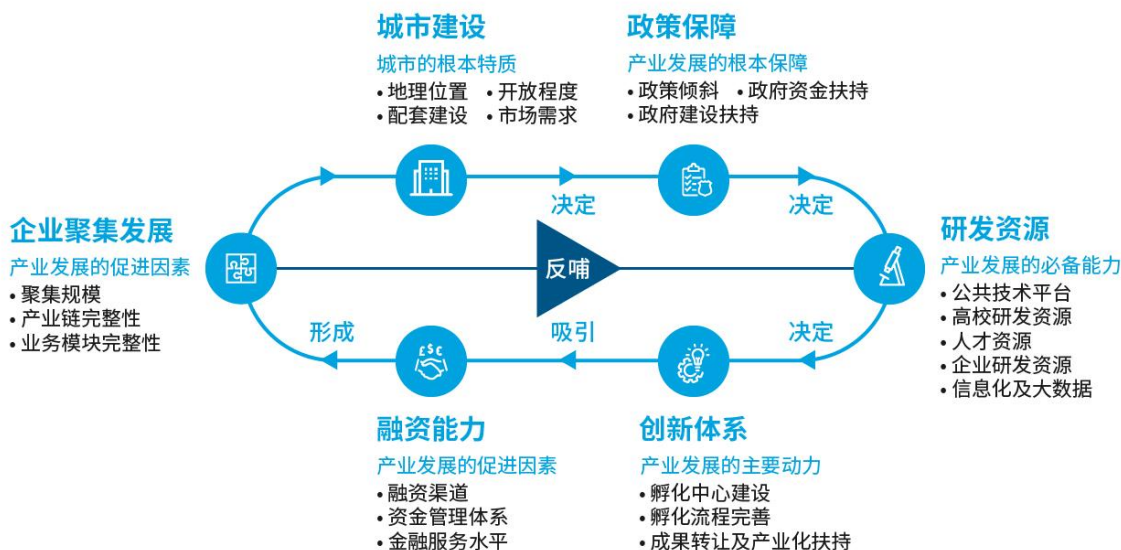 城市建设
城市的根本特质
• 地理位置 • 开放程度
• 配套建设 • 市场需求
政策保障
产业发展的根本保障
• 政策倾斜 • 政府资金扶持
• 政府建设扶持
决定
决定
企业聚集发展
产业发展的促进因素
• 聚集规模
• 产业链完整性
• 业务模块完整性
反哺
研发资源
产业发展的必备能力
• 公共技术平台
• 高校研发资源
• 人才资源
• 企业研发资源
• 信息化及大数据
形成
吸引
决定
£$€
融资能力
产业发展的促进因素
• 融资渠道
• 资金管理体系
• 金融服务水平
创新体系
产业发展的主要动力
• 孵化中心建设
• 孵化流程完善
• 成果转让及产业化扶持